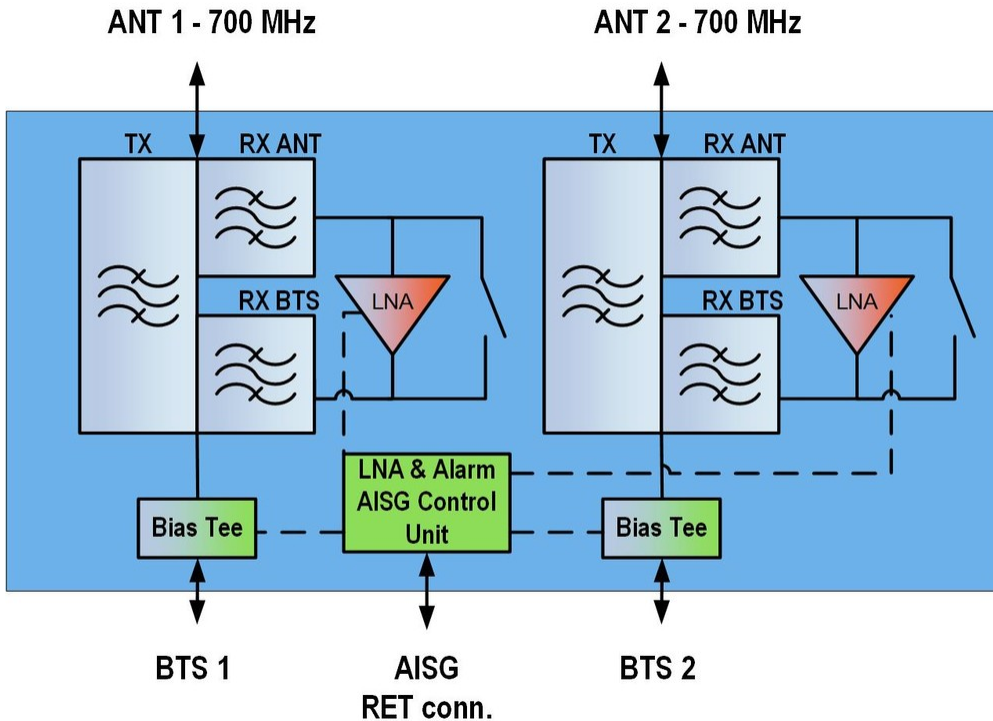 ANT 1 - 700 MHz
ANT 2 - 700 MHz
TX
RX ANT
TX
RX ANT
RX BTS
LNA
RX BTS
LNA
LNA & Alarm
AISG Control
Unit
Bias Tee
Bias Tee
BTS 1
AISG
RET conn.
BTS 2